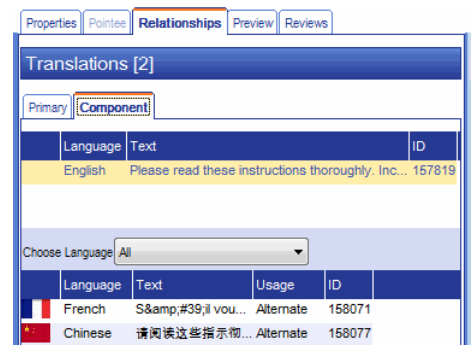 Properties Pointee Relationships Preview Reviews
Translations [2]
Primary Component
Language Text ID
English Please read these instructions thoroughly. Inc... 157819
Choose Language All
Language Text Usage ID
French S&amp;#39;il vou... Alternate 158071
Chinese 请阅读这些指示彻... Alternate 158077